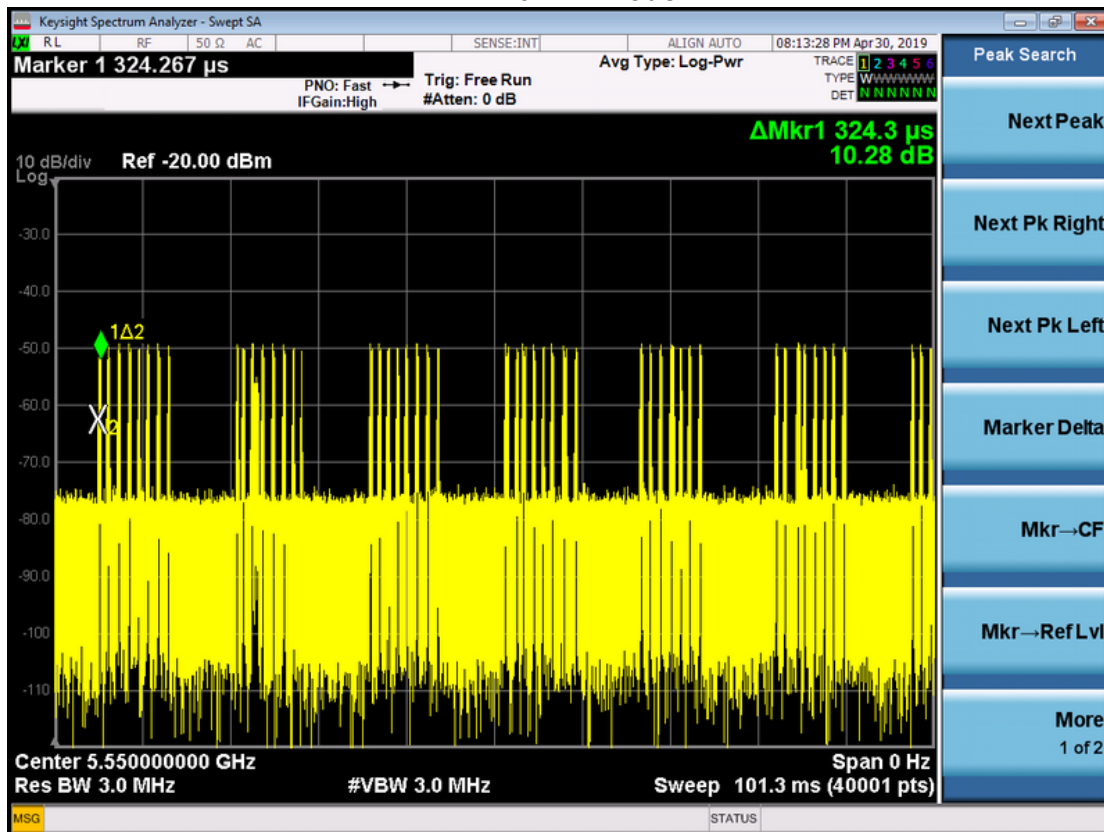 Keysight Spectrum Analyzer - Swept SA
LXI RL RF 50 Ω AC SENSE:INT ALIGN AUTO 08:13:28 PM Apr 30, 2019
Marker 1 324.267 µs
PNO: Fast
IFGain:High
Trig: Free Run
#Atten: 0 dB
Avg Type: Log-Pwr
TRACE 1 2 3 4 5 6
TYPE WWWWWW
DET N N N N N N
ΔMkr1 324.3 µs
10.28 dB
10 dB/div Ref -20.00 dBm
Log
-30.0
-40.0
1Δ2
-50.0
-60.0
X2
-70.0
-80.0
-90.0
-100
-110
Center 5.550000000 GHz Span 0 Hz
Res BW 3.0 MHz #VBW 3.0 MHz Sweep 101.3 ms (40001 pts)
MSG STATUS
Peak Search
Next Peak
Next Pk Right
Next Pk Left
Marker Delta
Mkr→CF
Mkr→Ref Lvl
More
1 of 2